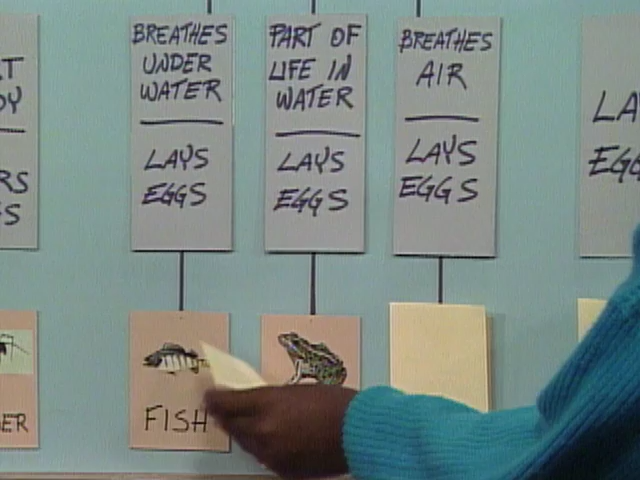 BREATHES
UNDER
WATER
LAYS
EGGS
PART OF
LIFE IN
WATER
LAYS
EGGS
BREATHES
AIR
LAYS
EGGS
FISH